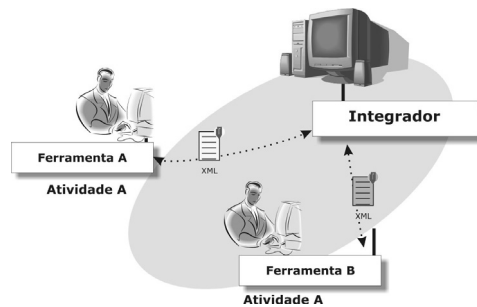 Integrador
Ferramenta A
XML
Atividade A
XML
Ferramenta B
Atividade A